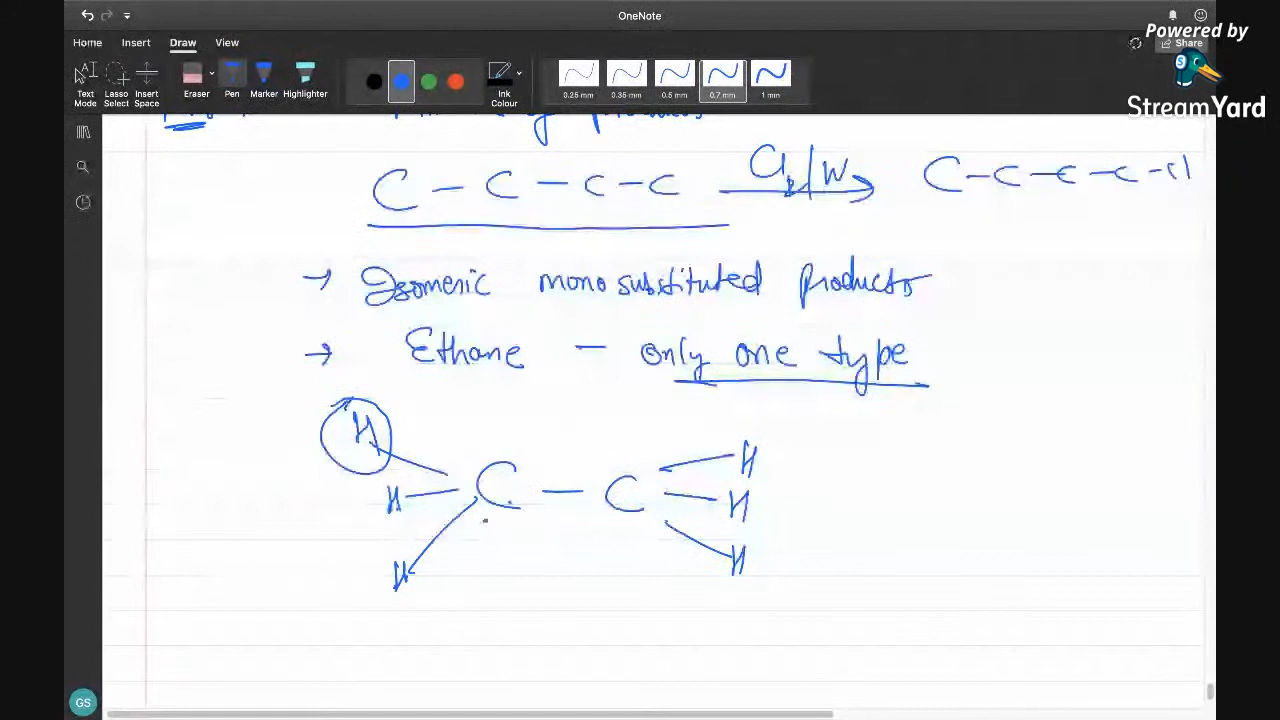 OneNote
Home Insert Draw View
Powered by
StreamYard
Share
Text Mode
Lasso Select
Insert Space
Eraser
Pen
Marker
Highlighter
Ink Colour
0.25 mm 0.35 mm 0.5 mm 0.7 mm 1 mm
products
C - C - C - C Cl2/hν C - C - C - C - Cl
→ Isomeric monosubstituted products
→ Ethane - only one type
H H
H C - C H
H H
GS